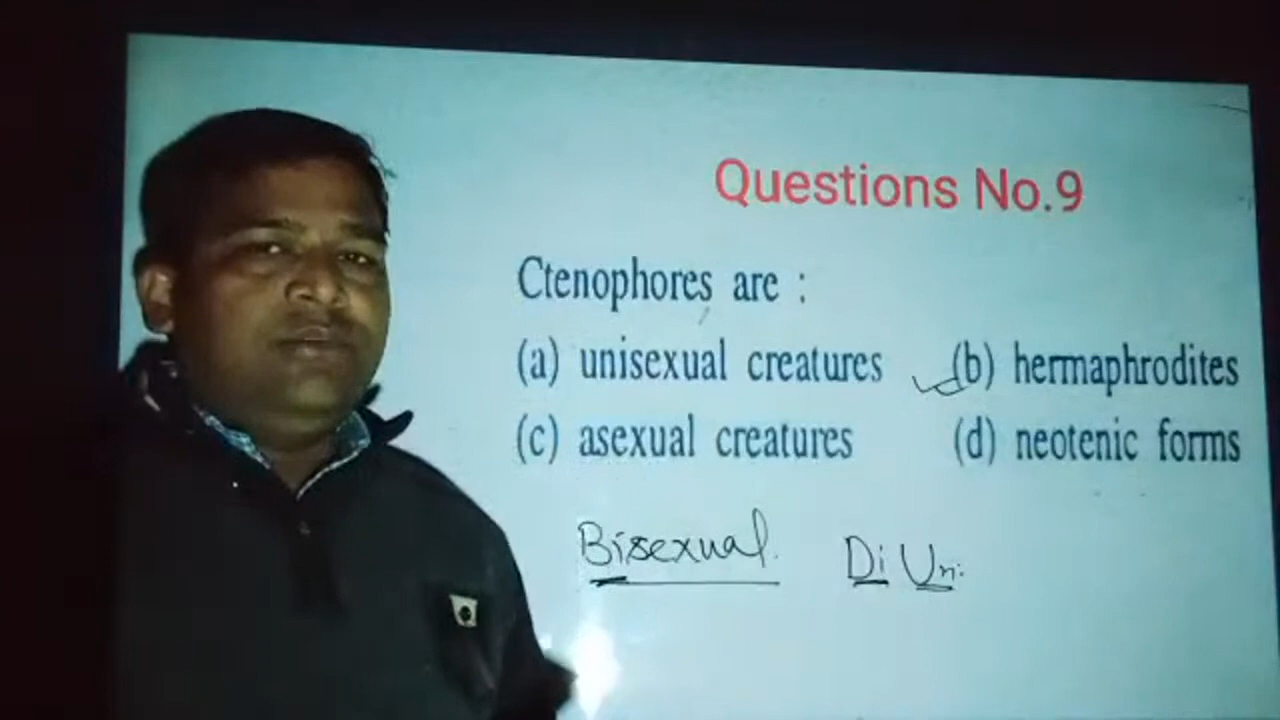 Questions No.9
Ctenophores are :
(a) unisexual creatures (b) hermaphrodites
(c) asexual creatures (d) neotenic forms
Bisexual. Di Uni